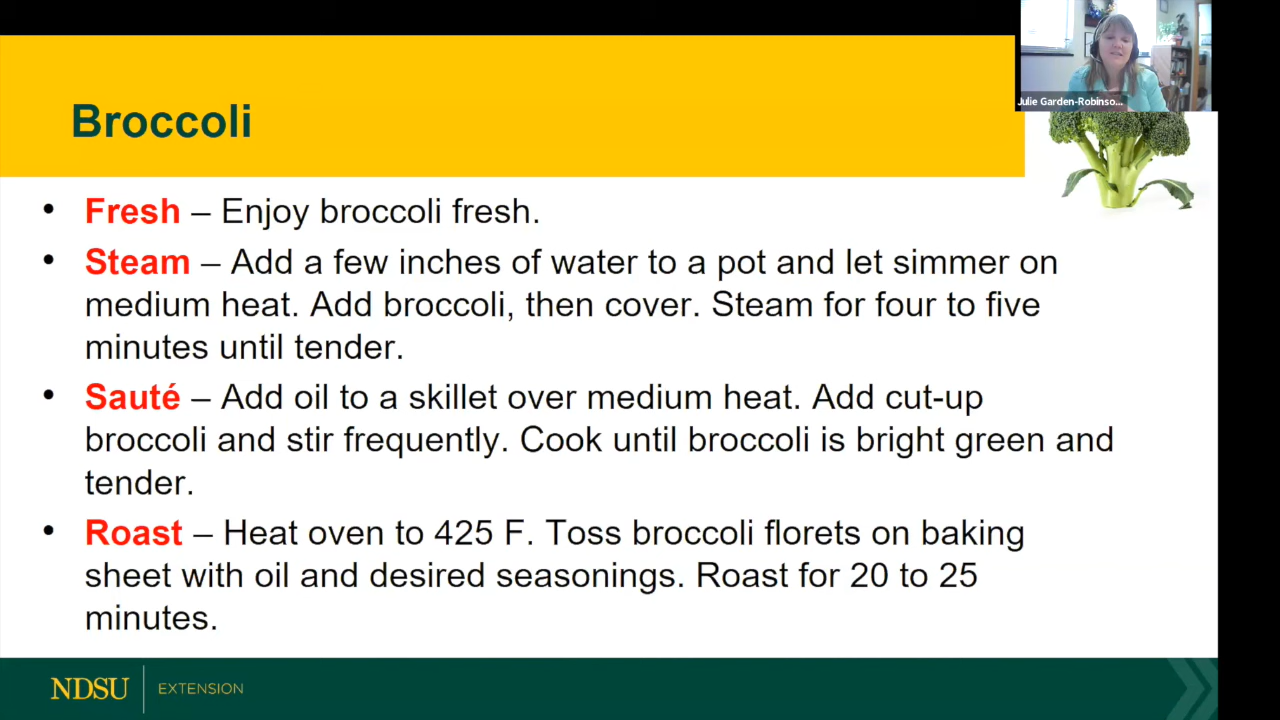 Julie Garden-Robinso...
Broccoli
• Fresh – Enjoy broccoli fresh.
• Steam – Add a few inches of water to a pot and let simmer on
medium heat. Add broccoli, then cover. Steam for four to five
minutes until tender.
• Sauté – Add oil to a skillet over medium heat. Add cut-up
broccoli and stir frequently. Cook until broccoli is bright green and
tender.
• Roast – Heat oven to 425 F. Toss broccoli florets on baking
sheet with oil and desired seasonings. Roast for 20 to 25
minutes.
NDSU EXTENSION